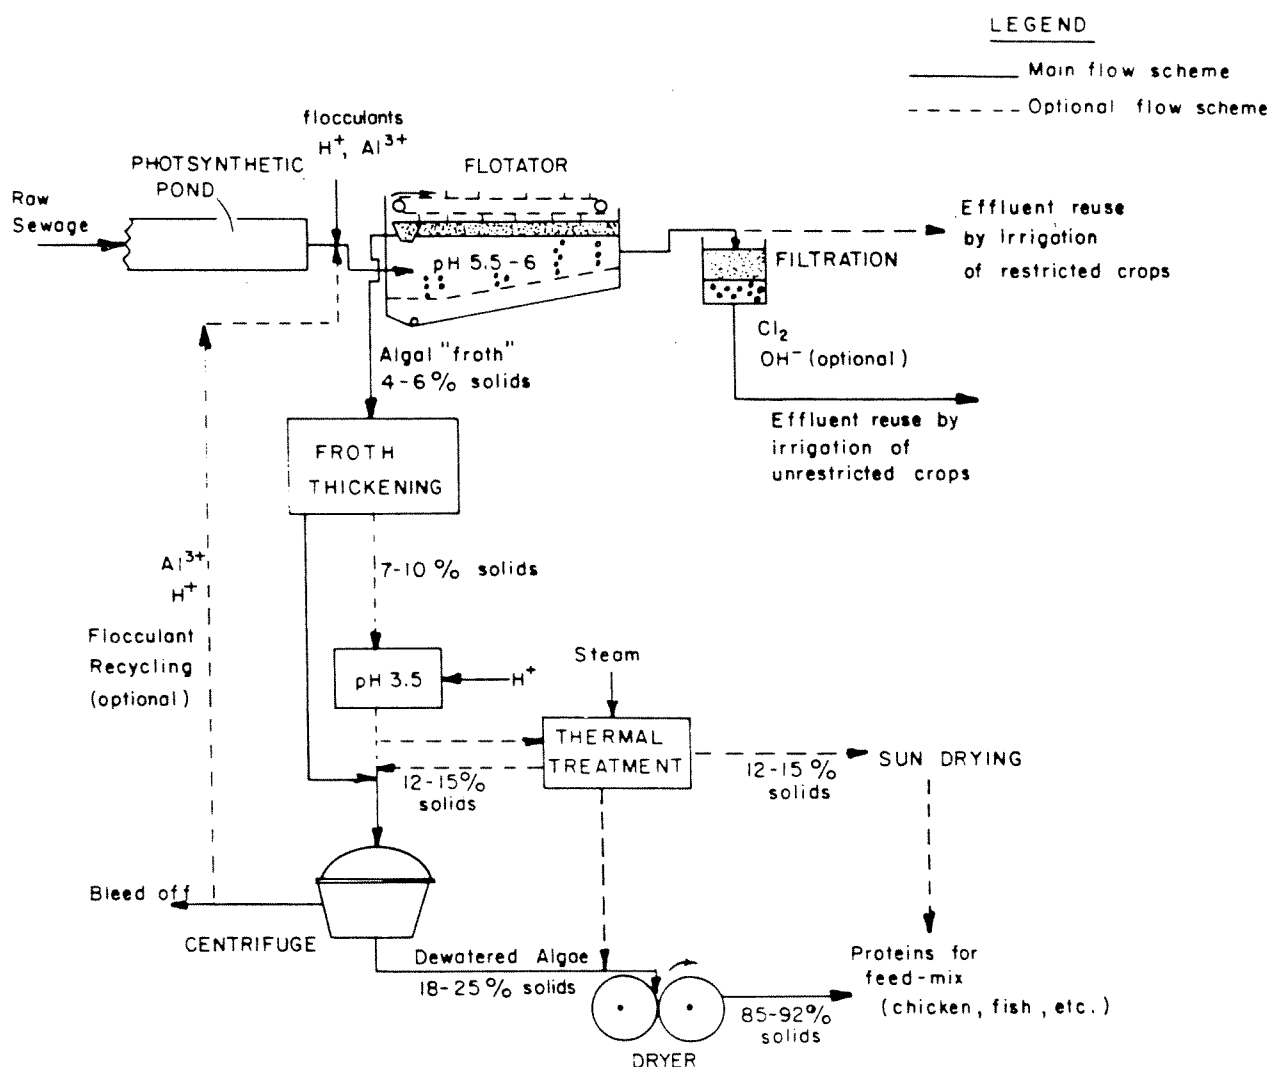 LEGEND
Main flow scheme
Optional flow scheme
flocculants
H⁺, Al³⁺
PHOTSYNTHETIC
POND
FLOTATOR
Raw
Sewage
pH 5.5-6
FILTRATION
Effluent reuse
by irrigation
of restricted crops
Cl₂
OH⁻ (optional)
Effluent reuse by
irrigation of
unrestricted crops
Algal "froth"
4-6% solids
FROTH
THICKENING
7-10% solids
Al³⁺
H⁺
Flocculant
Recycling
(optional)
pH 3.5
H⁺
Steam
THERMAL
TREATMENT
12-15%
solids
12-15%
solids
SUN DRYING
Bleed off
CENTRIFUGE
Dewatered Algae
18-25% solids
DRYER
85-92%
solids
Proteins for
feed-mix
(chicken, fish, etc.)